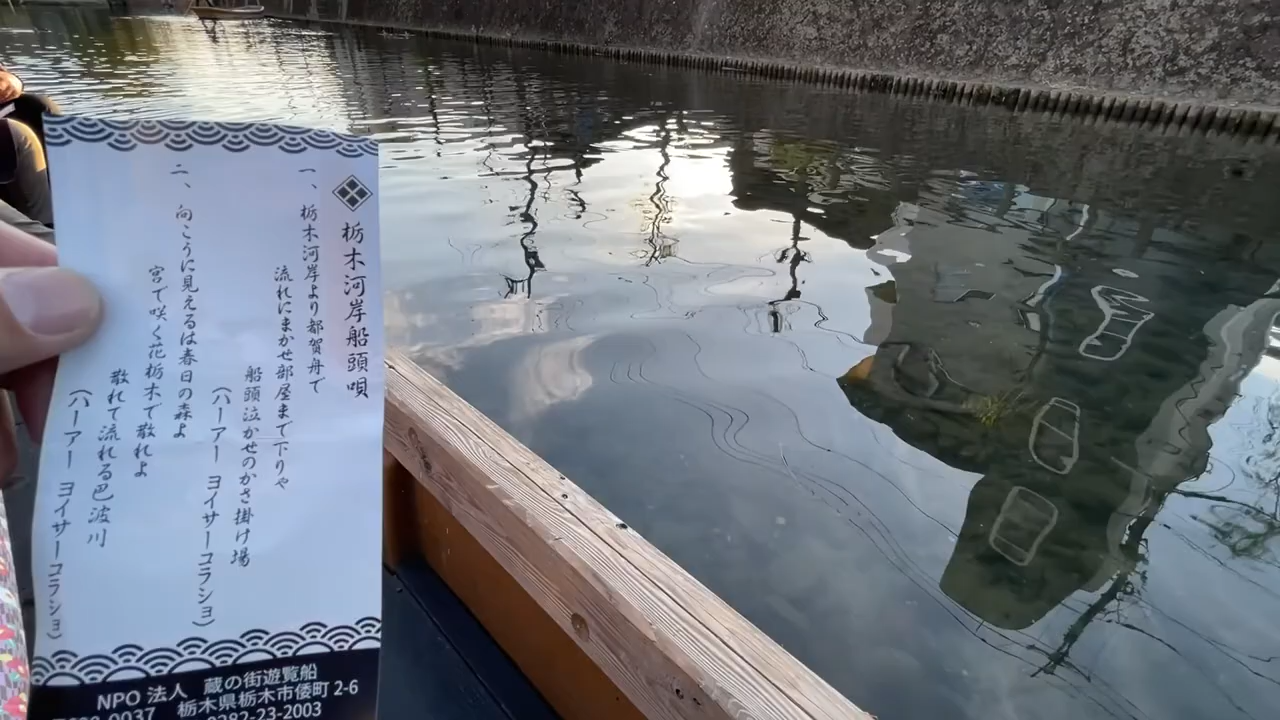 栃木河岸船頭唄
一、栃木河岸より都賀舟で
流れにまかせ部屋まで下りゃ
船頭泣かせのかさ掛け場
(ハーアー ヨイサーコラショ)
二、向こうに見えるは春日の森よ
宮で咲く花栃木で散れよ
散れて流れる巴波川
(ハーアー ヨイサーコラショ)
NPO 法人 蔵の街遊覧船
0037 栃木県栃木市倭町 2-6
0282-23-2003